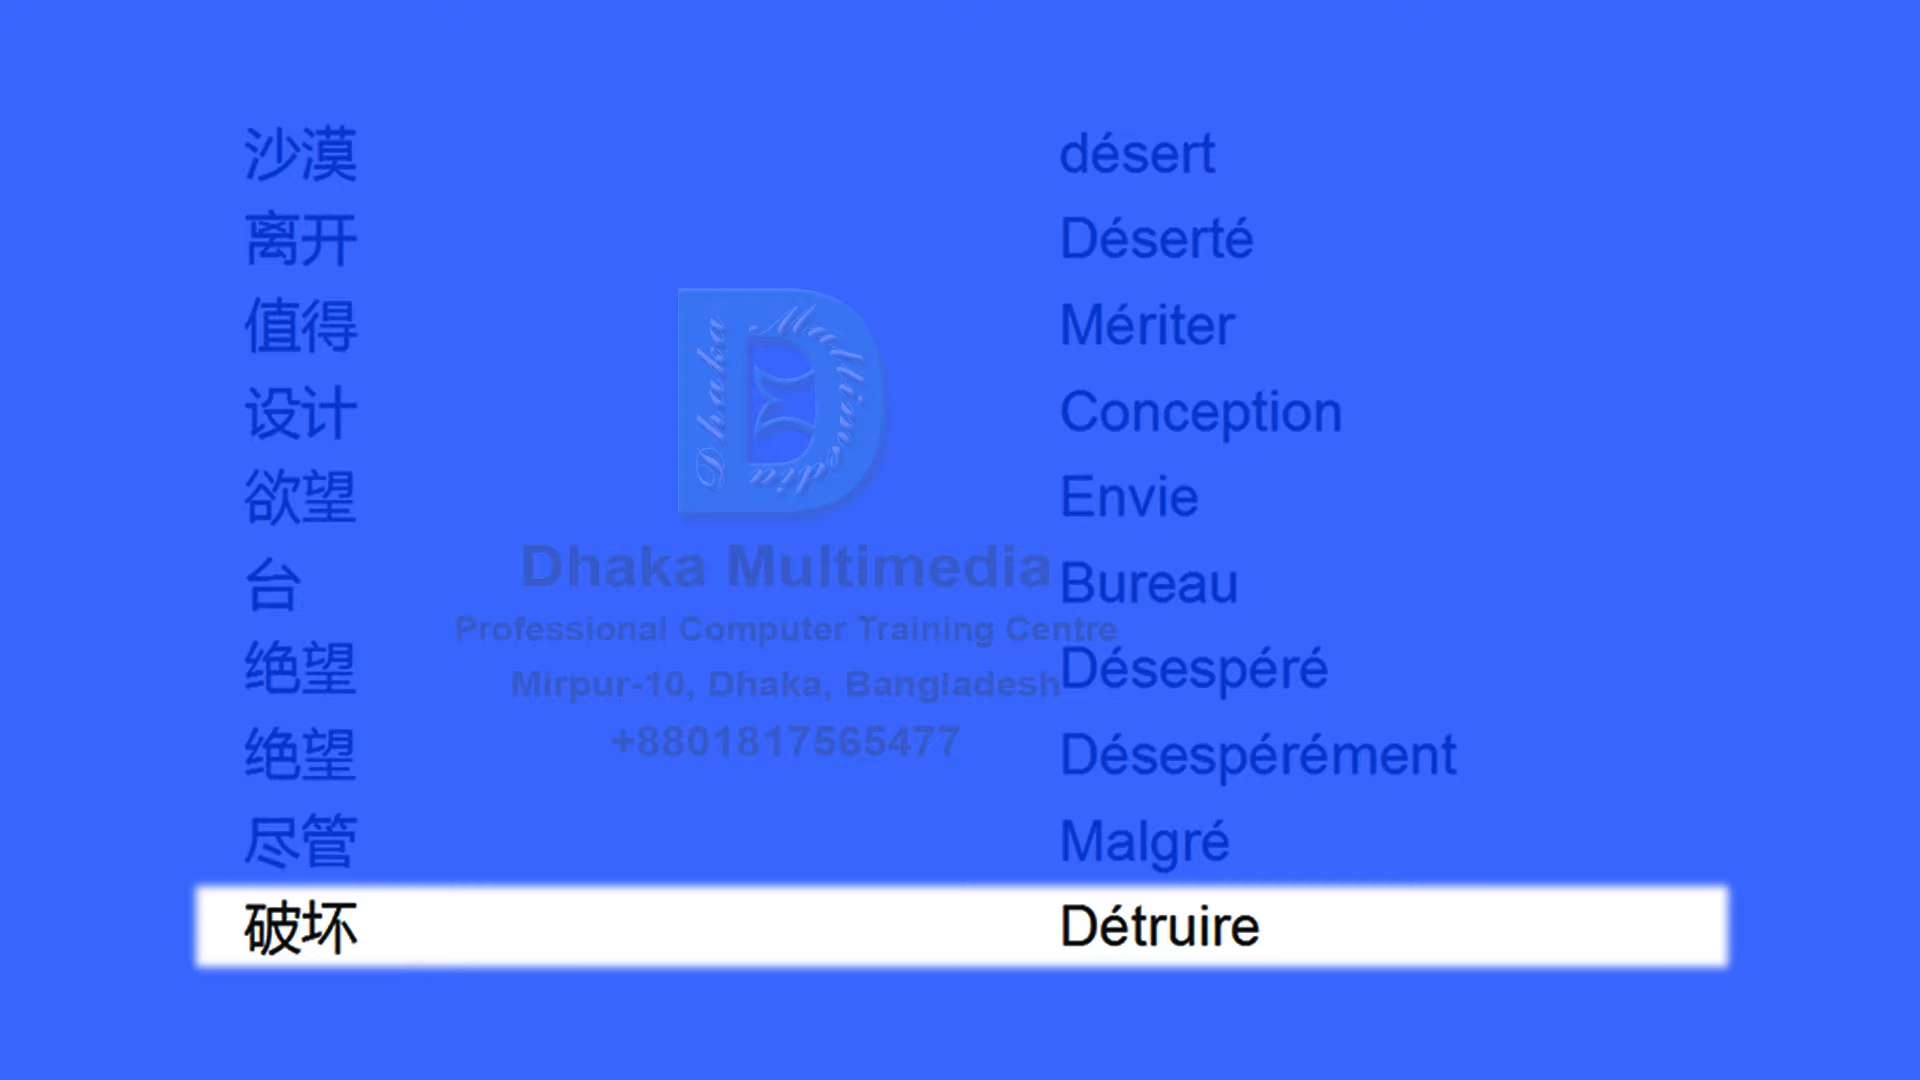 沙漠 désert
离开 Déserté
值得 Mériter
设计 Conception
欲望 Envie
台 Bureau
绝望 Désespéré
绝望 Désespérément
尽管 Malgré
破坏 Détruire
Dhaka Multimedia
Dhaka Multimedia
Professional Computer Training Centre
Mirpur-10, Dhaka, Bangladesh
+8801817565477